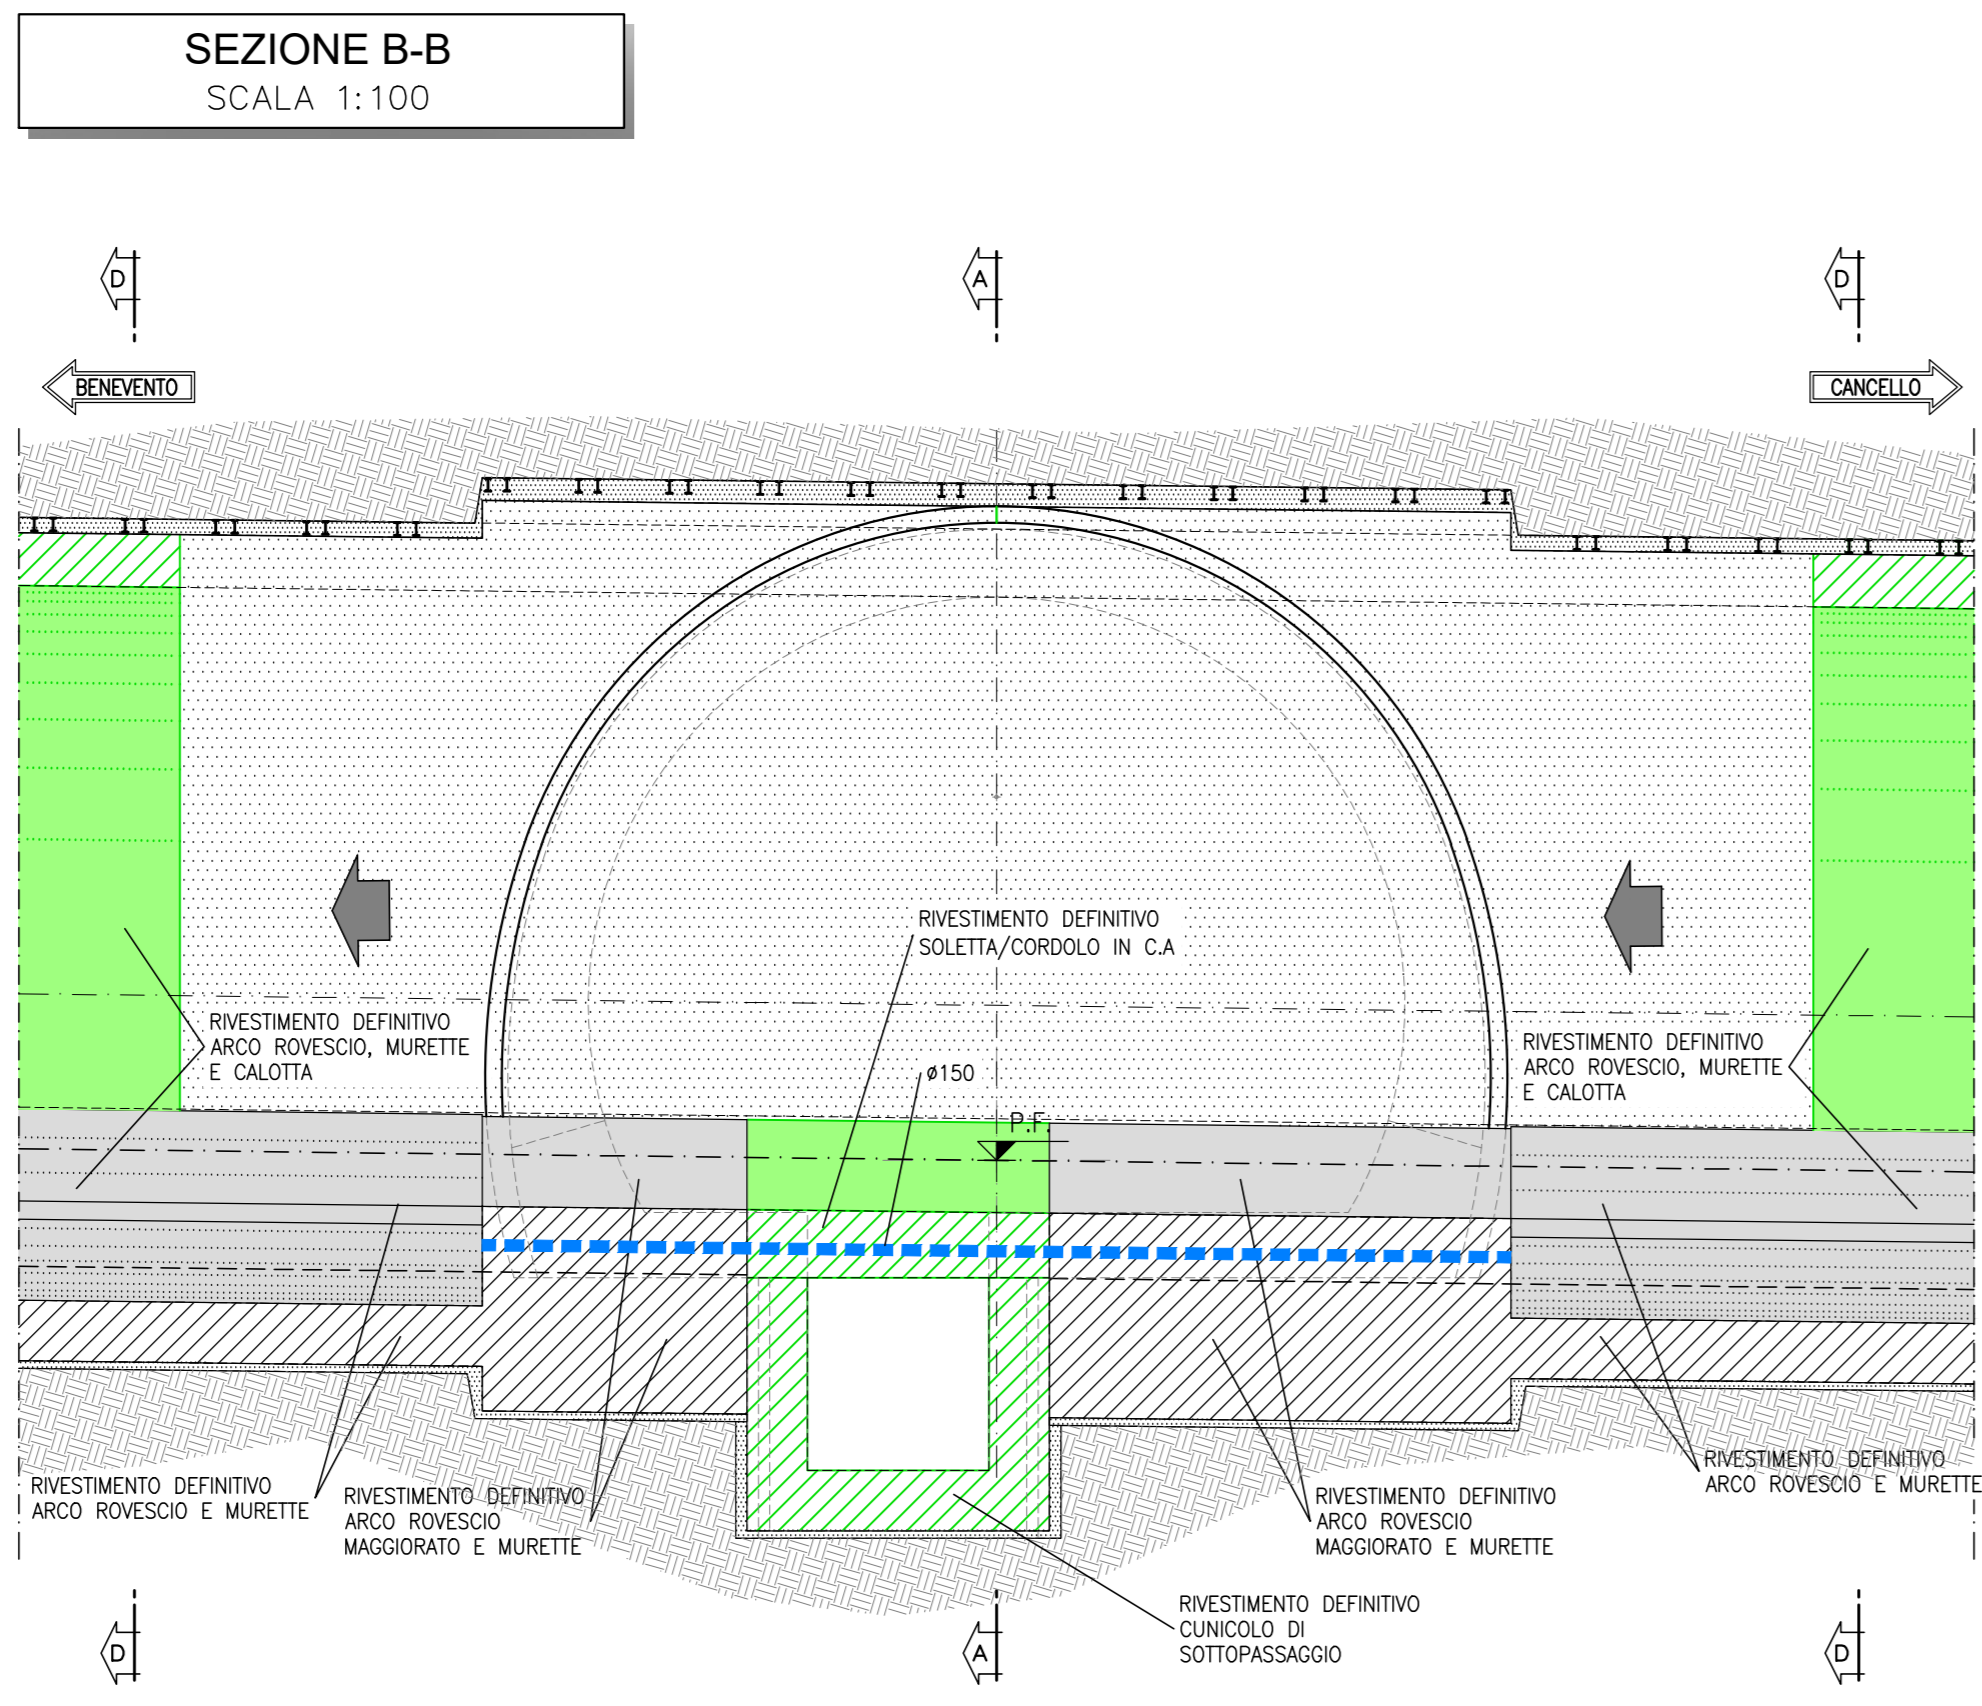 SEZIONE B-B
SCALA 1:100
D
A
D
BENEVENTO
CANCELLO
RIVESTIMENTO DEFINITIVO
SOLETTA/CORDOLO IN C.A
RIVESTIMENTO DEFINITIVO
ARCO ROVESCIO, MURETTE
E CALOTTA
RIVESTIMENTO DEFINITIVO
ARCO ROVESCIO, MURETTE
E CALOTTA
ø150
P.F.
RIVESTIMENTO DEFINITIVO
ARCO ROVESCIO E MURETTE
RIVESTIMENTO DEFINITIVO
ARCO ROVESCIO
MAGGIORATO E MURETTE
RIVESTIMENTO DEFINITIVO
ARCO ROVESCIO
MAGGIORATO E MURETTE
RIVESTIMENTO DEFINITIVO
ARCO ROVESCIO E MURETTE
RIVESTIMENTO DEFINITIVO
CUNICOLO DI
SOTTOPASSAGGIO
D
A
D